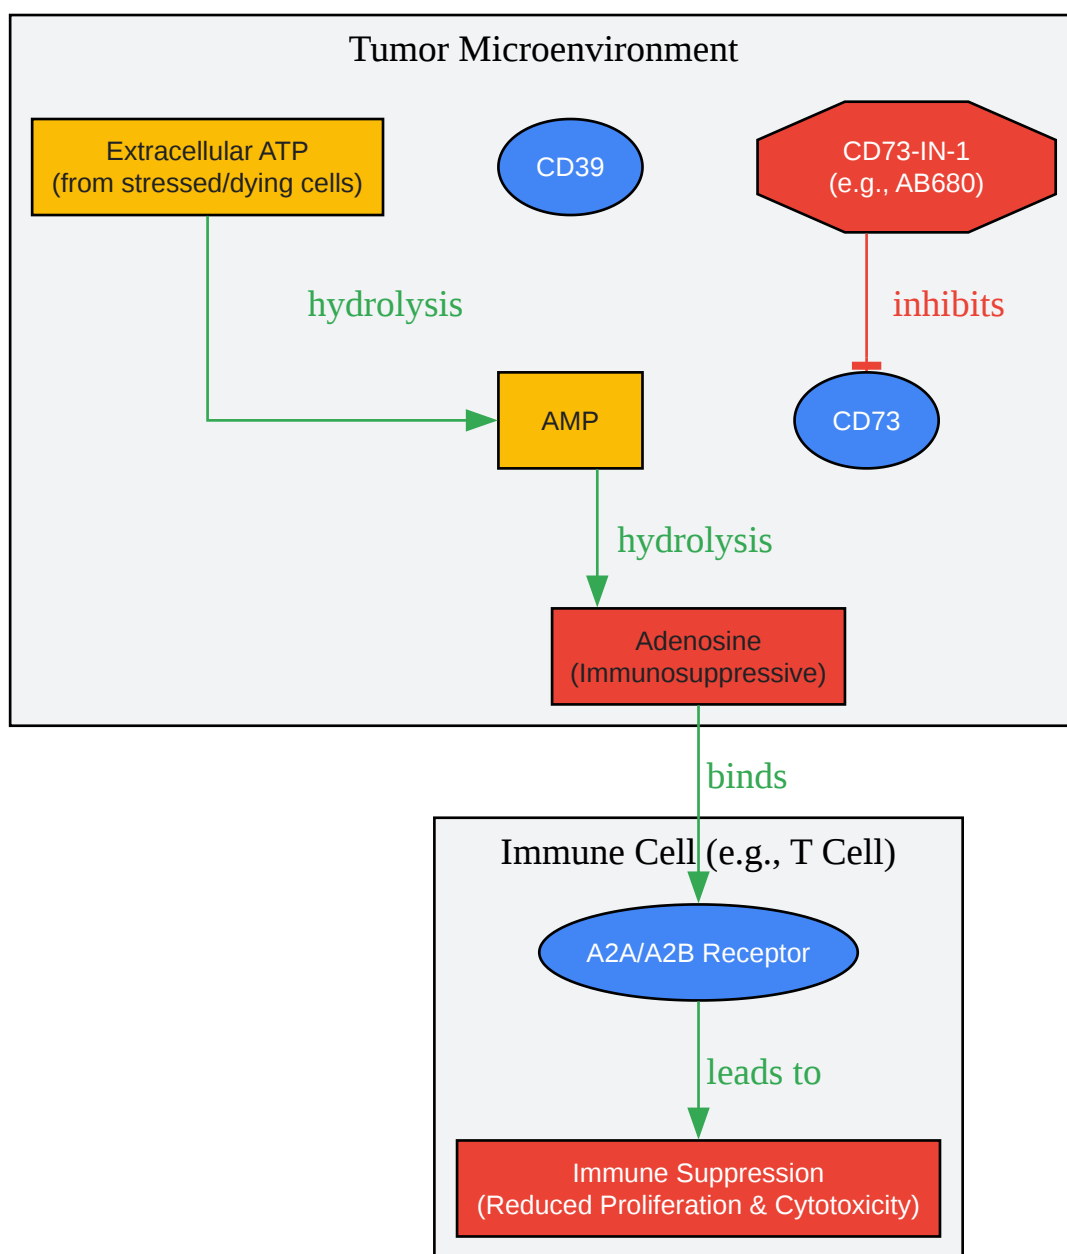 Tumor Microenvironment
Extracellular ATP
(from stressed/dying cells)
CD39
CD73-IN-1
(e.g., AB680)
hydrolysis
inhibits
AMP
CD73
hydrolysis
Adenosine
(Immunosuppressive)
binds
Immune Cell (e.g., T Cell)
A2A/A2B Receptor
leads to
Immune Suppression
(Reduced Proliferation & Cytotoxicity)